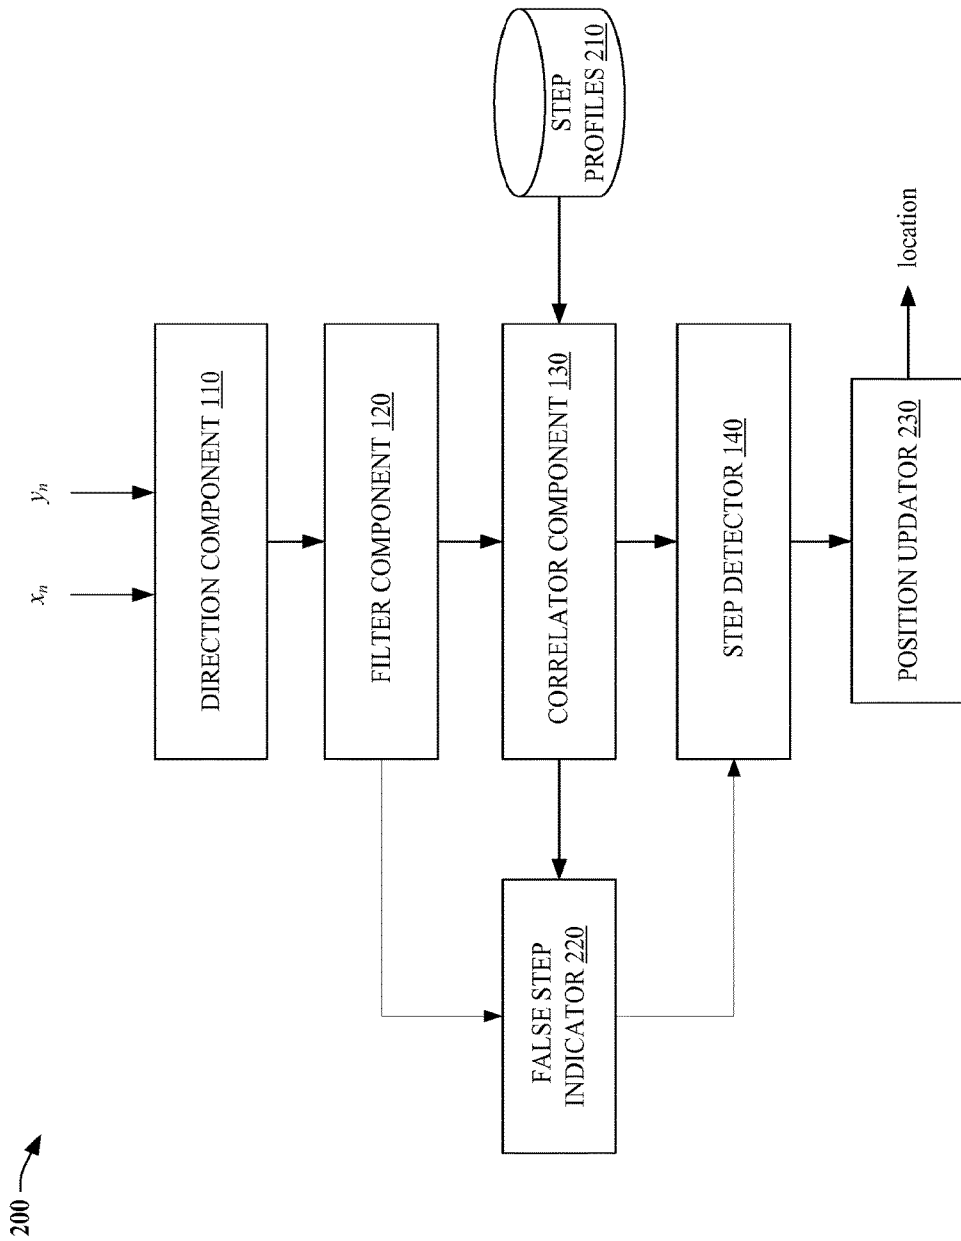 200
xₙ
yₙ
DIRECTION COMPONENT 110
FILTER COMPONENT 120
STEP
PROFILES 210
CORRELATOR COMPONENT 130
FALSE STEP
INDICATOR 220
STEP DETECTOR 140
POSITION UPDATOR 230
location